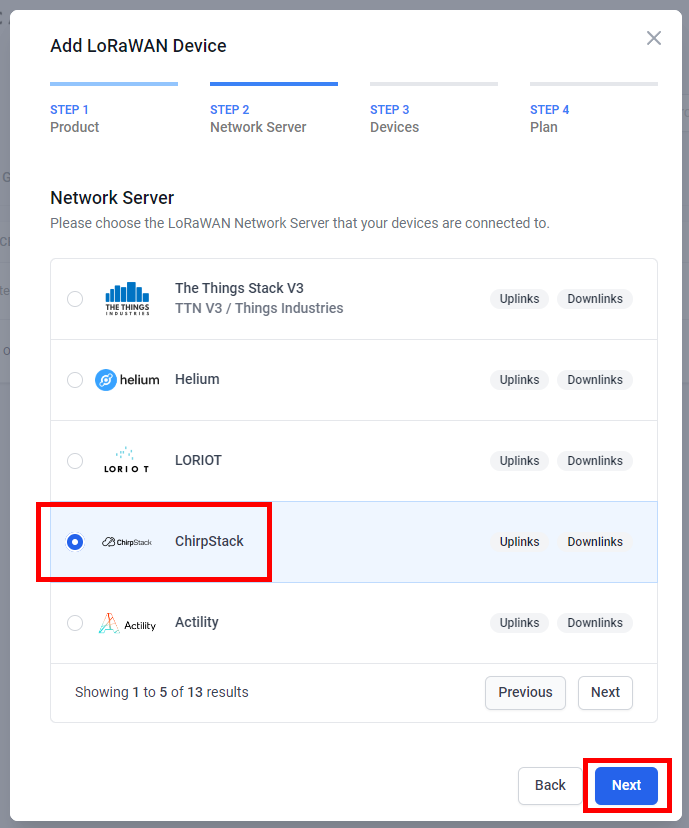 Add LoRaWAN Device
STEP 1
Product
STEP 2
Network Server
STEP 3
Devices
STEP 4
Plan
Network Server
Please choose the LoRaWAN Network Server that your devices are connected to.
THE THINGS
INDUSTRIES
The Things Stack V3
TTN V3 / Things Industries
Uplinks Downlinks
helium Helium Uplinks Downlinks
LORIOT LORIOT Uplinks Downlinks
ChirpStack ChirpStack Uplinks Downlinks
Actility Actility Uplinks Downlinks
Showing 1 to 5 of 13 results Previous Next
Back Next